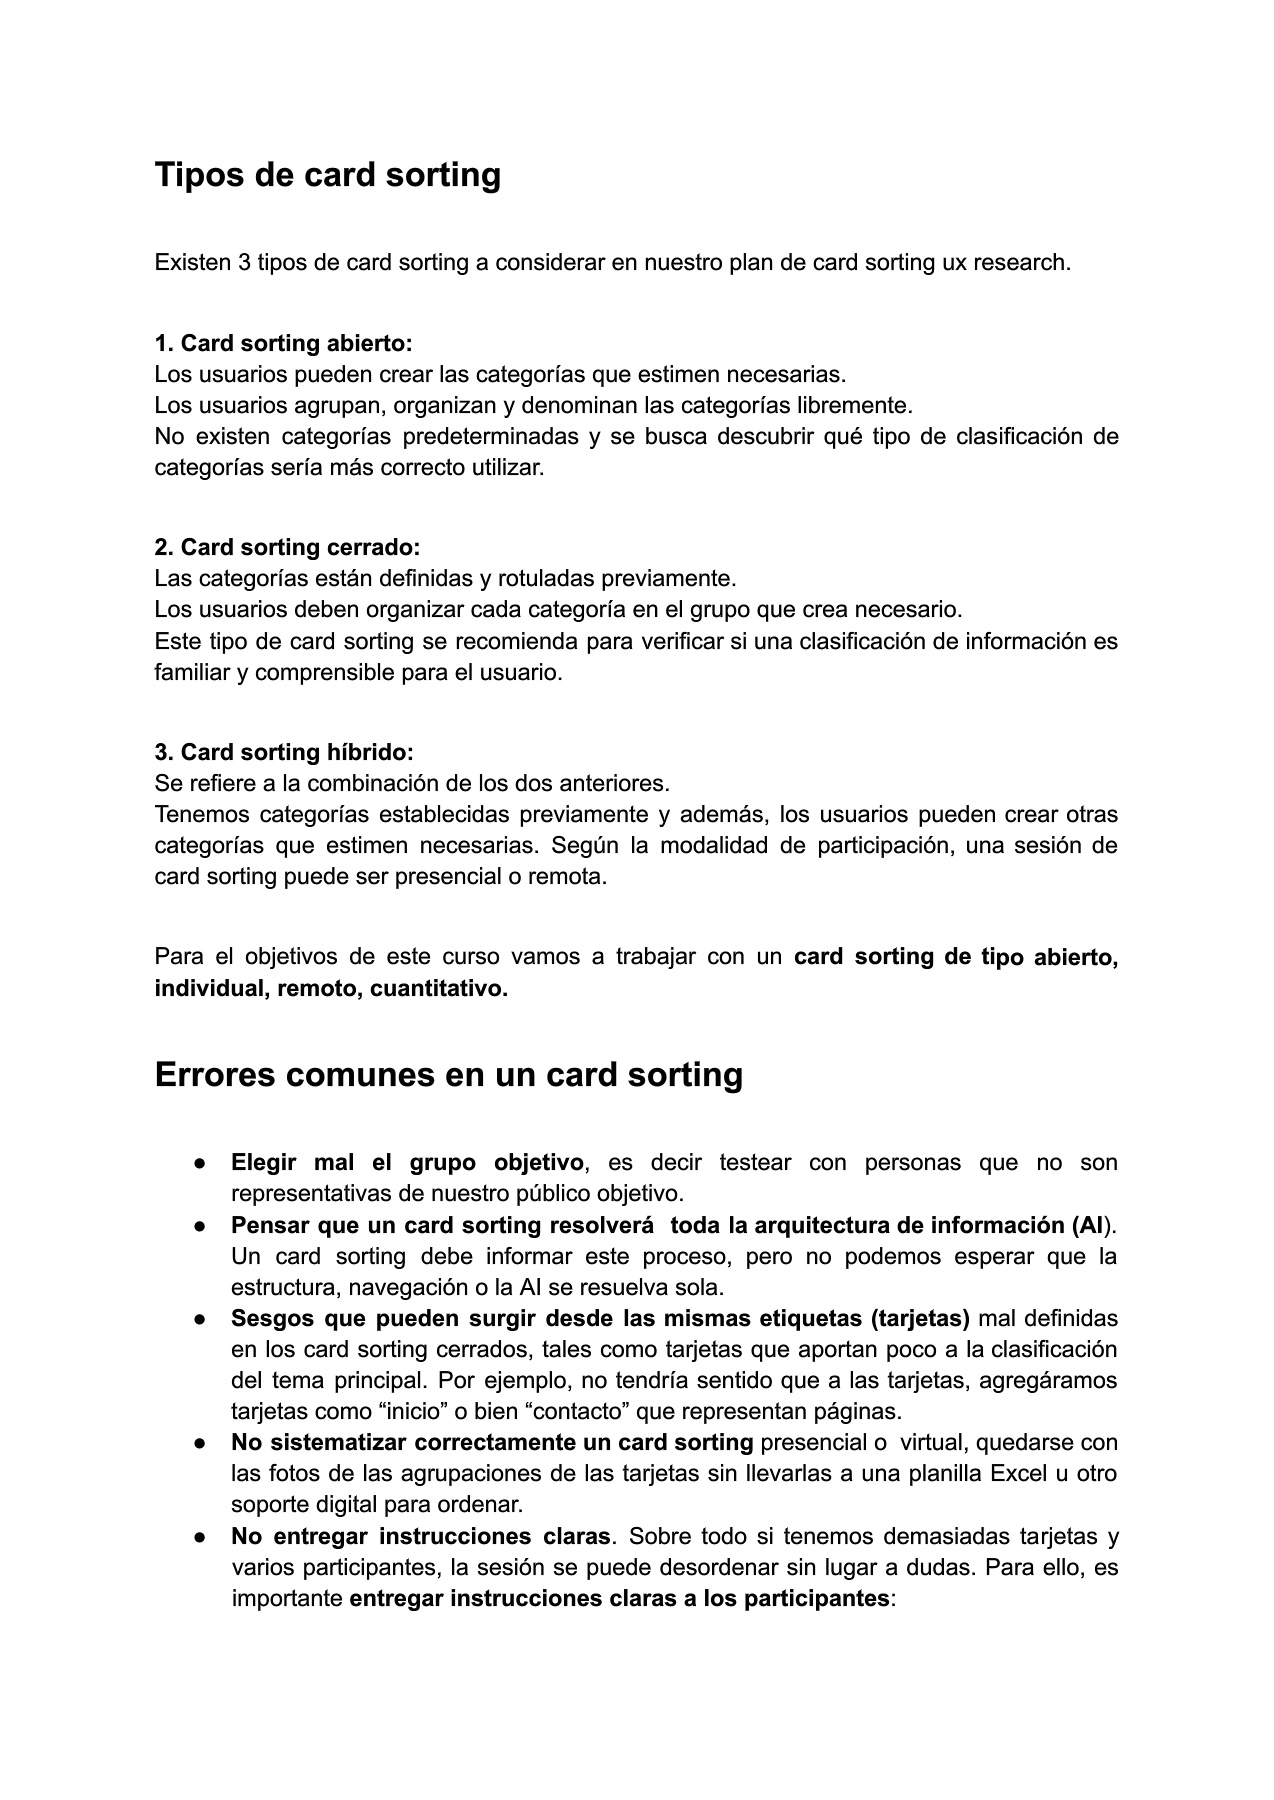 Tipos de card sorting
Existen 3 tipos de card sorting a considerar en nuestro plan de card sorting ux research.
1. Card sorting abierto:
Los usuarios pueden crear las categorías que estimen necesarias.
Los usuarios agrupan, organizan y denominan las categorías libremente.
No existen categorías predeterminadas y se busca descubrir qué tipo de clasificación de
categorías sería más correcto utilizar.
2. Card sorting cerrado:
Las categorías están definidas y rotuladas previamente.
Los usuarios deben organizar cada categoría en el grupo que crea necesario.
Este tipo de card sorting se recomienda para verificar si una clasificación de información es
familiar y comprensible para el usuario.
3. Card sorting híbrido:
Se refiere a la combinación de los dos anteriores.
Tenemos categorías establecidas previamente y además, los usuarios pueden crear otras
categorías que estimen necesarias. Según la modalidad de participación, una sesión de
card sorting puede ser presencial o remota.
Para el objetivos de este curso vamos a trabajar con un card sorting de tipo abierto,
individual, remoto, cuantitativo.
Errores comunes en un card sorting
● Elegir mal el grupo objetivo, es decir testear con personas que no son
representativas de nuestro público objetivo.
● Pensar que un card sorting resolverá  toda la arquitectura de información (AI).
Un card sorting debe informar este proceso, pero no podemos esperar que la
estructura, navegación o la AI se resuelva sola.
● Sesgos que pueden surgir desde las mismas etiquetas (tarjetas) mal definidas
en los card sorting cerrados, tales como tarjetas que aportan poco a la clasificación
del tema principal. Por ejemplo, no tendría sentido que a las tarjetas, agregáramos
tarjetas como “inicio” o bien “contacto” que representan páginas.
● No sistematizar correctamente un card sorting presencial o  virtual, quedarse con
las fotos de las agrupaciones de las tarjetas sin llevarlas a una planilla Excel u otro
soporte digital para ordenar.
● No entregar instrucciones claras. Sobre todo si tenemos demasiadas tarjetas y
varios participantes, la sesión se puede desordenar sin lugar a dudas. Para ello, es
importante entregar instrucciones claras a los participantes: